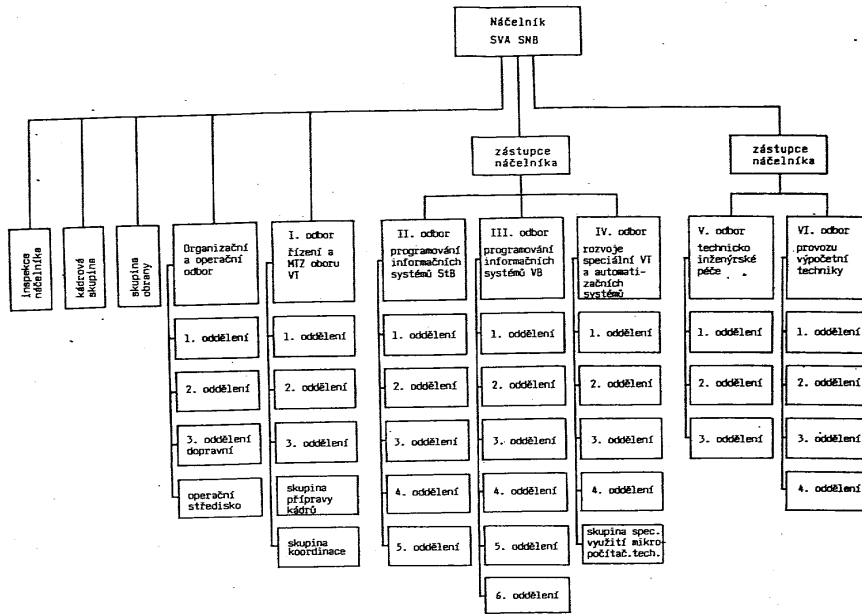 Náčelník
SVA SNB
zástupce
náčelníka
zástupce
náčelníka
inspekce
náčelníka
kádrová
skupina
skupina
obrany
Organizační
a operační
odbor
1. oddělení
2. oddělení
3. oddělení
dopravní
operační
středisko
I. odbor
řízení a
MTZ oboru
VT
1. oddělení
2. oddělení
3. oddělení
skupina
přípravy
kádrů
skupina
koordinace
II. odbor
programování
informačních
systémů StB
1. oddělení
2. oddělení
3. oddělení
4. oddělení
5. oddělení
III. odbor
programování
informačních
systémů VB
1. oddělení
2. oddělení
3. oddělení
4. oddělení
5. oddělení
6. oddělení
IV. odbor
rozvoje
speciální VT
a automati-
začních
systémů
1. oddělení
2. oddělení
3. oddělení
4. oddělení
skupina spec.
využití mikro-
počítač.tech.
V. odbor
technicko
inženýrské
péče
1. oddělení
2. oddělení
3. oddělení
VI. odbor
provozu
výpočetní
techniky
1. oddělení
2. oddělení
3. oddělení
4. oddělení